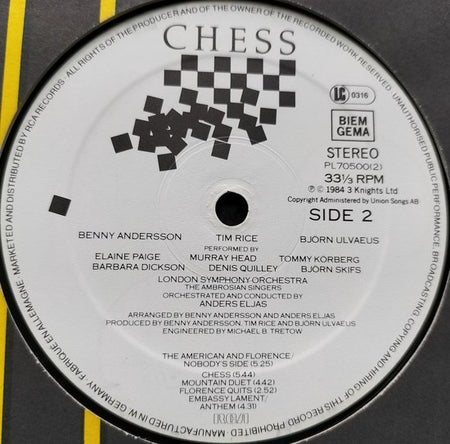 ALL RIGHTS OF THE PRODUCER AND OF THE OWNER OF THE RECORDED WORK RESERVED. UNAUTHORISED PUBLIC PERFORMANCE, BROADCASTING, COPYING AND HIRING OF THIS RECORD PROHIBITED.
MANUFACTURED IN W. GERMANY · FABRIQUE EN ALLEMAGNE · MARKETED AND DISTRIBUTED BY RCA RECORDS.
CHESS
LC 0316
BIEM
GEMA
STEREO
PL70500(2)
33⅓ RPM
℗ © 1984 3 Knights Ltd
Copyright Administered by Union Songs AB
SIDE 2
BENNY ANDERSSON TIM RICE BJÖRN ULVAEUS
PERFORMED BY
ELAINE PAIGE MURRAY HEAD TOMMY KÖRBERG
BARBARA DICKSON DENIS QUILLEY BJÖRN SKIFS
LONDON SYMPHONY ORCHESTRA
THE AMBROSIAN SINGERS
ORCHESTRATED AND CONDUCTED BY
ANDERS ELJAS
ARRANGED BY BENNY ANDERSSON AND ANDERS ELJAS
PRODUCED BY BENNY ANDERSSON, TIM RICE AND BJÖRN ULVAEUS
ENGINEERED BY MICHAEL B. TRETOW
THE AMERICAN AND FLORENCE/
NOBODY'S SIDE (5.25)
CHESS (5.44)
MOUNTAIN DUET (4.42)
FLORENCE QUITS (2.52)
EMBASSY LAMENT/
ANTHEM (4.31)
RCA